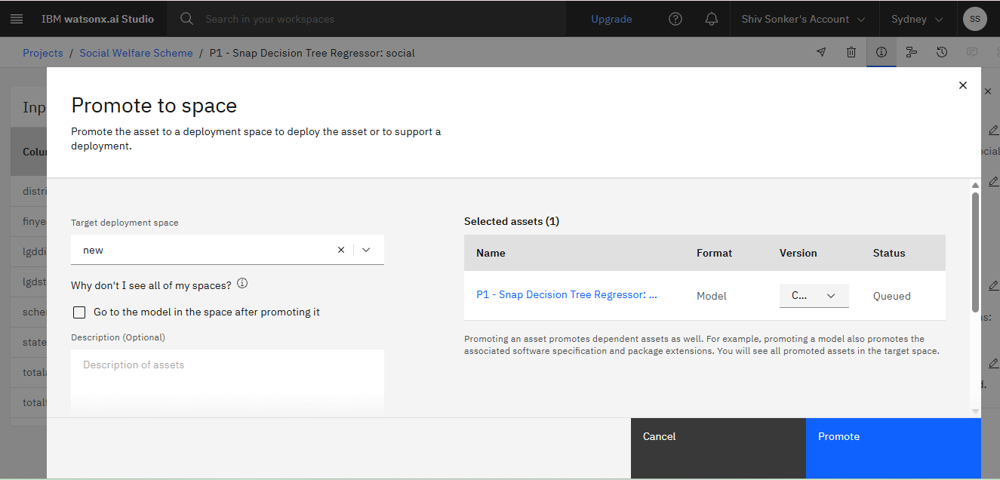 IBM watsonx.ai Studio
Search in your workspaces
Upgrade
Shiv Sonker's Account
Sydney
SS
Projects / Social Welfare Scheme / P1 - Snap Decision Tree Regressor: social
Promote to space
Promote the asset to a deployment space to deploy the asset or to support a
deployment.
Inp
Colu
distri
finye
lgddi
lgdst
sche
state
total
totalf
Target deployment space
new
Why don't I see all of my spaces?
Go to the model in the space after promoting it
Description (Optional)
Description of assets
Selected assets (1)
Name Format Version Status
P1 - Snap Decision Tree Regressor: ... Model C... Queued
Promoting an asset promotes dependent assets as well. For example, promoting a model also promotes the
associated software specification and package extensions. You will see all promoted assets in the target space.
Cancel
Promote
ocial
s:
d.